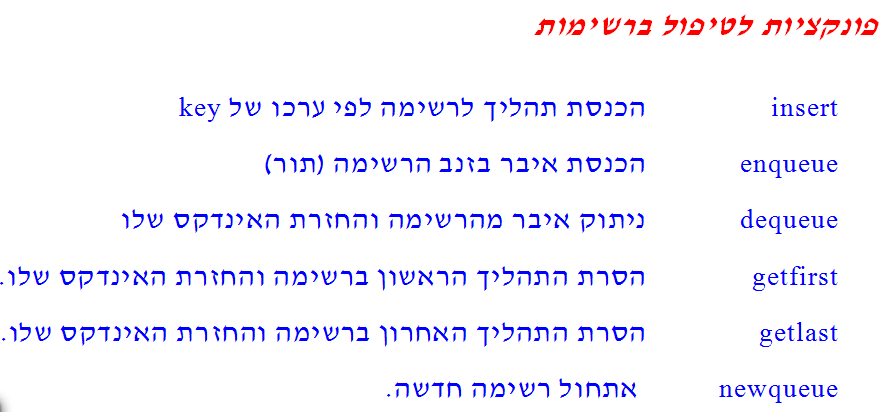 פונקציות לטיפול ברשימות
insert הכנסת תהליך לרשימה לפי ערכו של key
enqueue הכנסת איבר בזנב הרשימה (תור)
dequeue ניתוק איבר מהרשימה והחזרת האינדקס שלו
getfirst הסרת התהליך הראשון ברשימה והחזרת האינדקס שלו.
getlast הסרת התהליך האחרון ברשימה והחזרת האינדקס שלו.
newqueue אתחול רשימה חדשה.